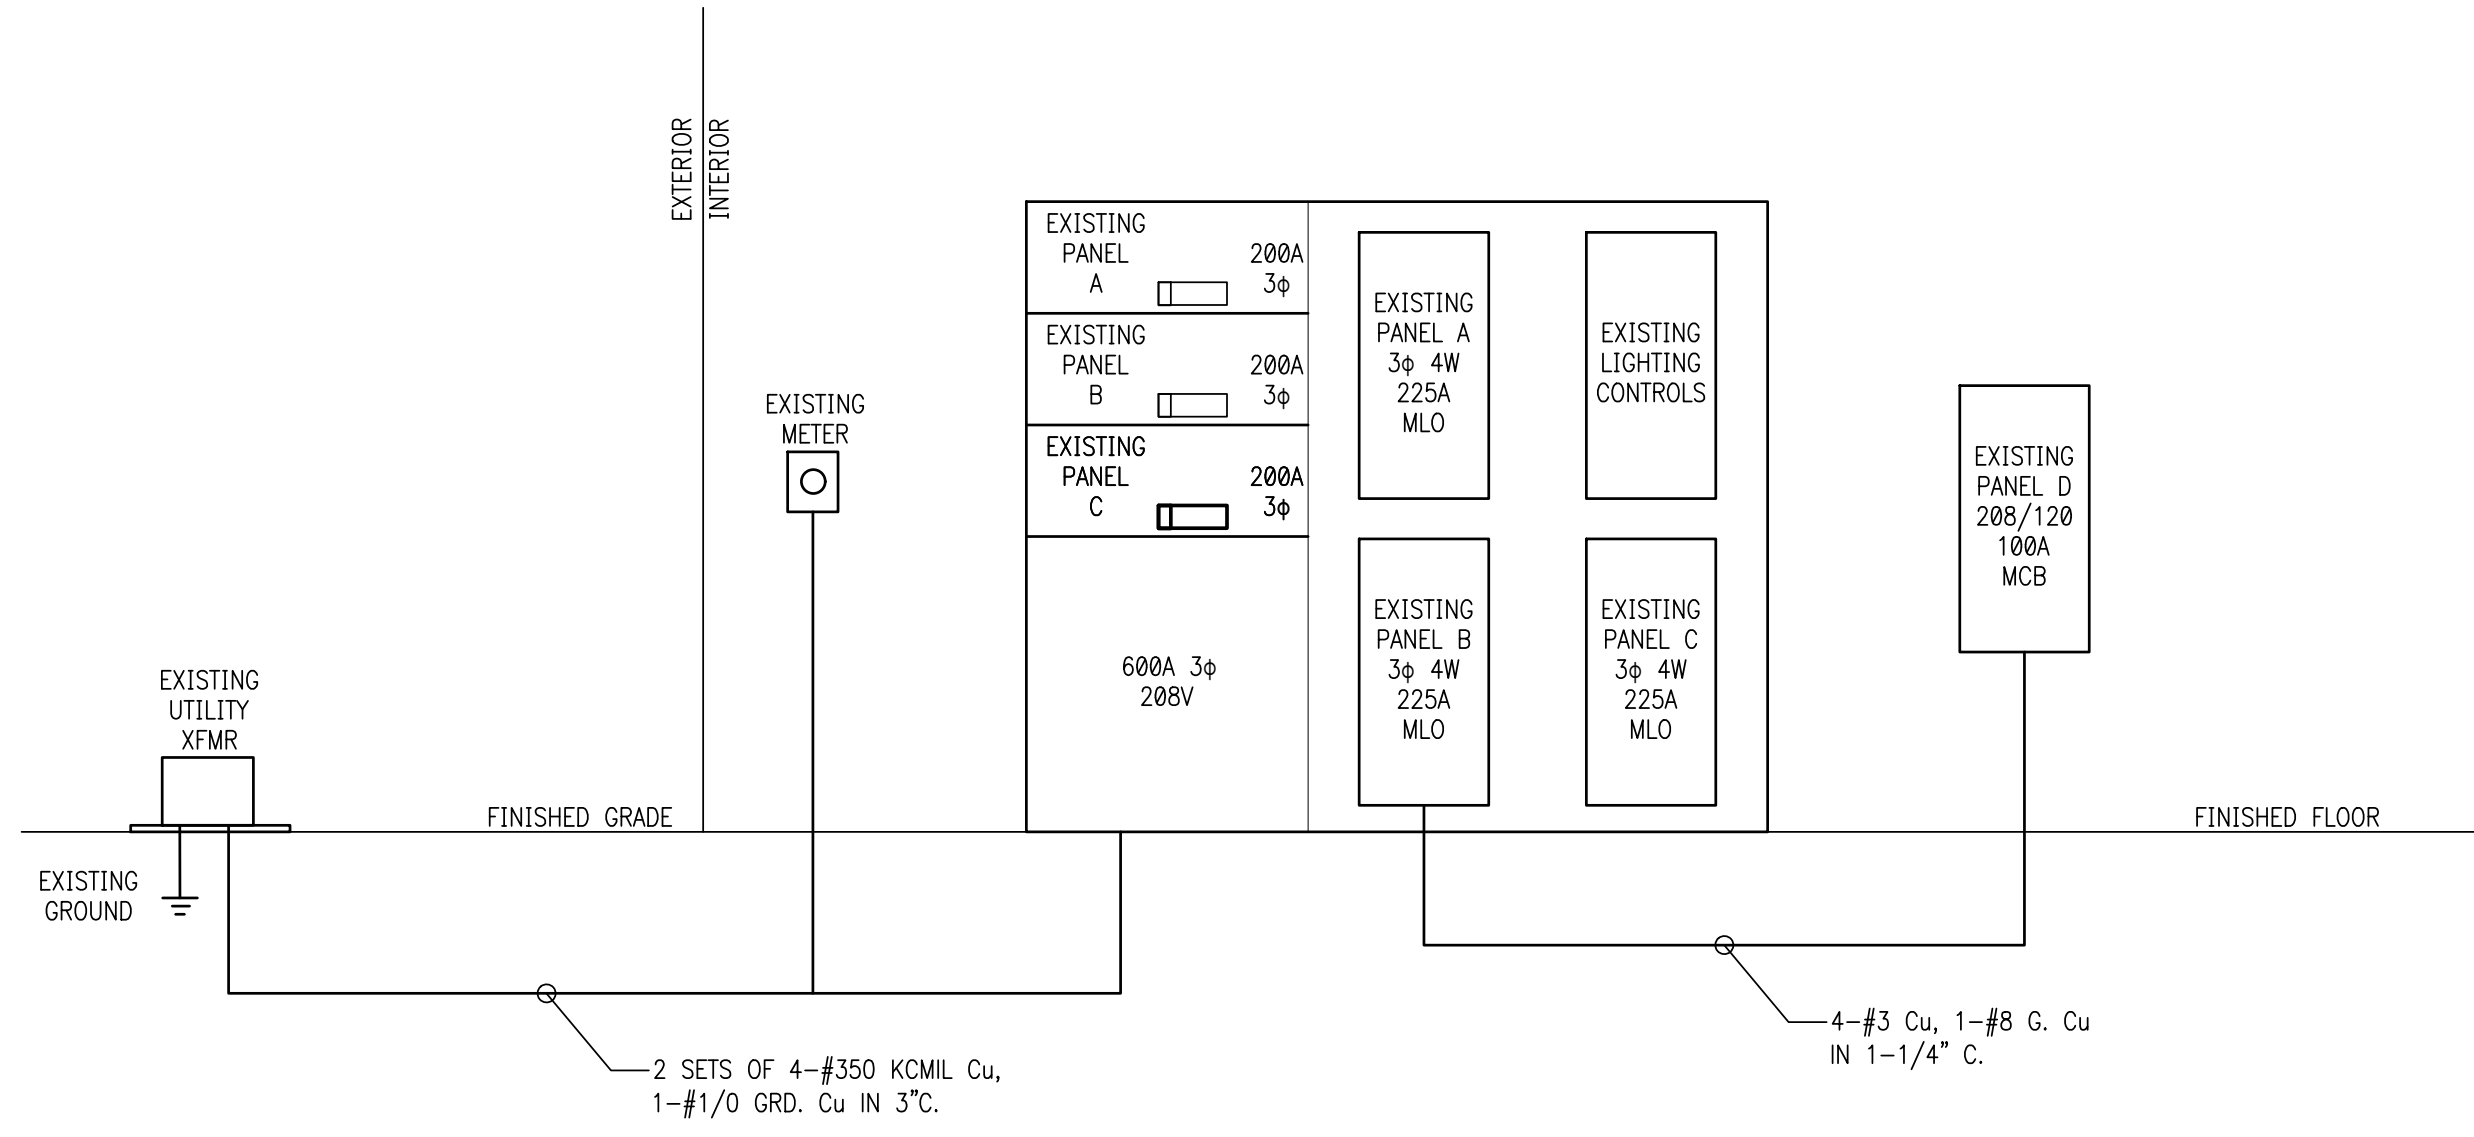 EXTERIOR
INTERIOR
EXISTING
PANEL
A
200A
3ϕ
EXISTING
PANEL
B
200A
3ϕ
EXISTING
PANEL
C
200A
3ϕ
600A 3ϕ
208V
EXISTING
PANEL A
3ϕ 4W
225A
MLO
EXISTING
LIGHTING
CONTROLS
EXISTING
PANEL B
3ϕ 4W
225A
MLO
EXISTING
PANEL C
3ϕ 4W
225A
MLO
EXISTING
PANEL D
208/120
100A
MCB
EXISTING
METER
EXISTING
UTILITY
XFMR
FINISHED GRADE
FINISHED FLOOR
EXISTING
GROUND
2 SETS OF 4-#350 KCMIL Cu,
1-#1/0 GRD. Cu IN 3"C.
4-#3 Cu, 1-#8 G. Cu
IN 1-1/4" C.